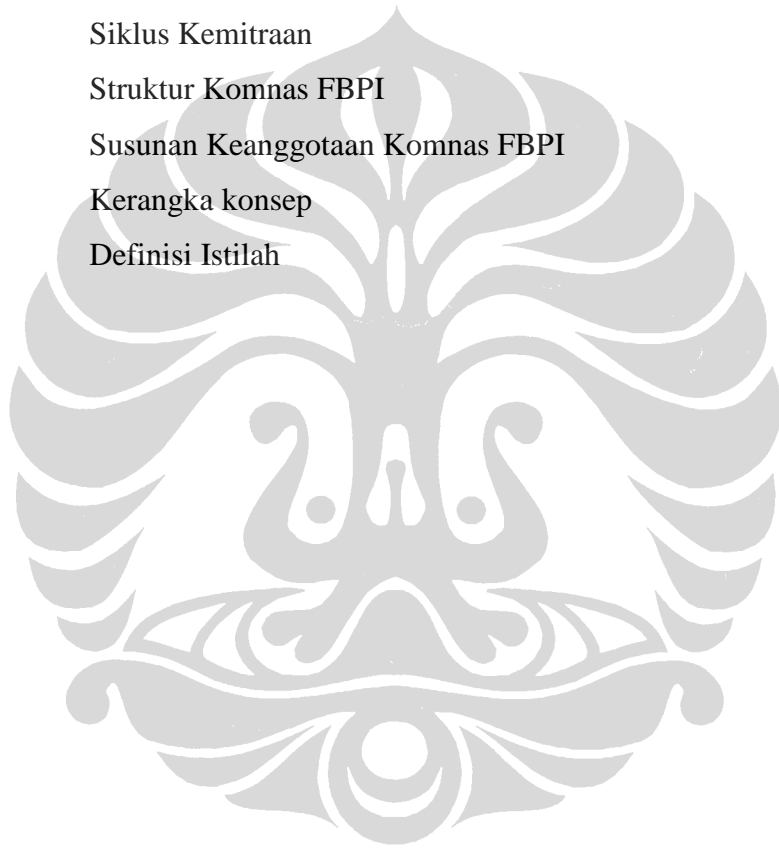 Siklus Kemitraan
Struktur Komnas FBPI
Susunan Keanggotaan Komnas FBPI
Kerangka konsep
Definisi Istilah